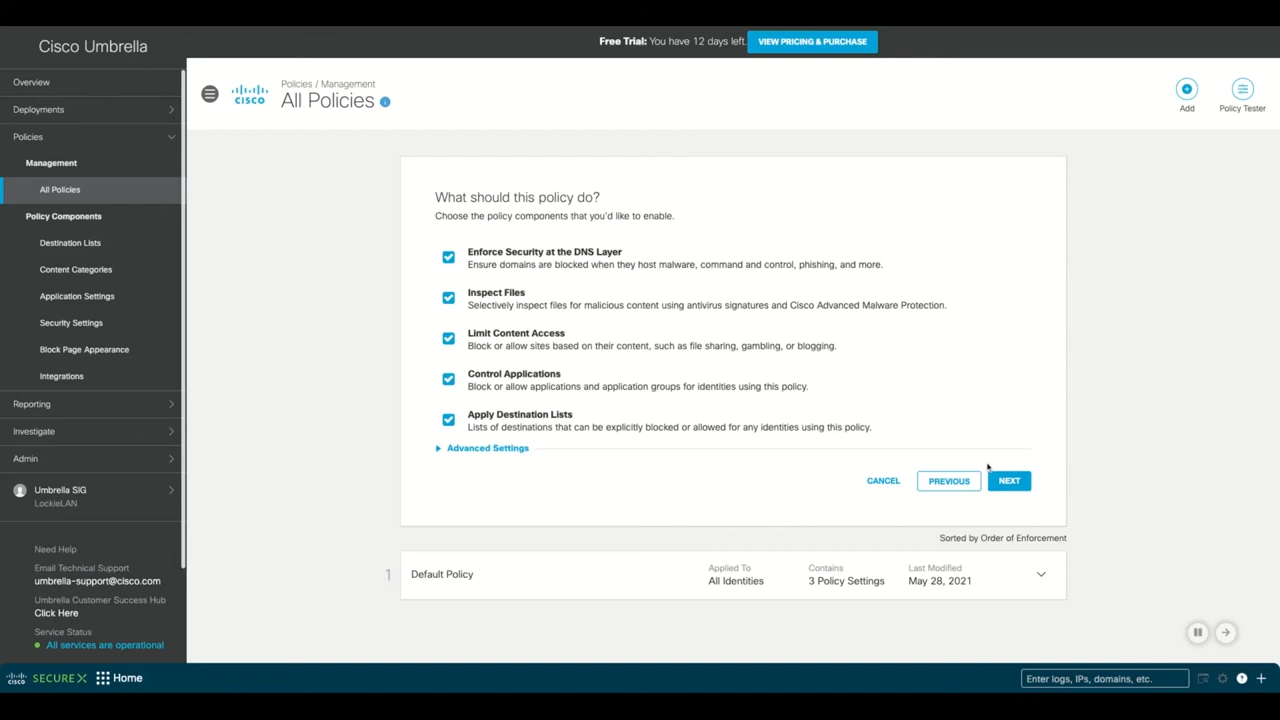 Cisco Umbrella
Free Trial: You have 12 days left.
VIEW PRICING & PURCHASE
Overview
Deployments
Policies
Management
All Policies
Policy Components
Destination Lists
Content Categories
Application Settings
Security Settings
Block Page Appearance
Integrations
Reporting
Investigate
Admin
Umbrella SIG
LockieLAN
Need Help
Email Technical Support
umbrella-support@cisco.com
Umbrella Customer Success Hub
Click Here
Service Status
All services are operational
CISCO
Policies / Management
All Policies
Add
Policy Tester
What should this policy do?
Choose the policy components that you'd like to enable.
Enforce Security at the DNS Layer
Ensure domains are blocked when they host malware, command and control, phishing, and more.
Inspect Files
Selectively inspect files for malicious content using antivirus signatures and Cisco Advanced Malware Protection.
Limit Content Access
Block or allow sites based on their content, such as file sharing, gambling, or blogging.
Control Applications
Block or allow applications and application groups for identities using this policy.
Apply Destination Lists
Lists of destinations that can be explicitly blocked or allowed for any identities using this policy.
Advanced Settings
CANCEL
PREVIOUS
NEXT
Sorted by Order of Enforcement
1
Default Policy
Applied To
All Identities
Contains
3 Policy Settings
Last Modified
May 28, 2021
CISCO SECUREX
Home
Enter logs, IPs, domains, etc.